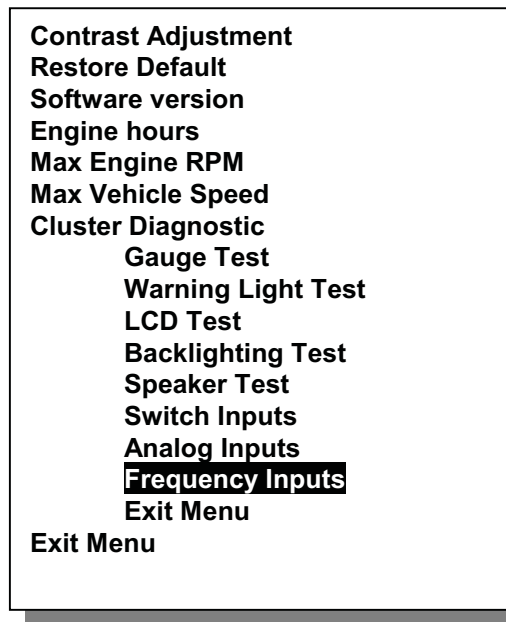 Contrast Adjustment
Restore Default
Software version
Engine hours
Max Engine RPM
Max Vehicle Speed
Cluster Diagnostic
Gauge Test
Warning Light Test
LCD Test
Backlighting Test
Speaker Test
Switch Inputs
Analog Inputs
Frequency Inputs
Exit Menu
Exit Menu